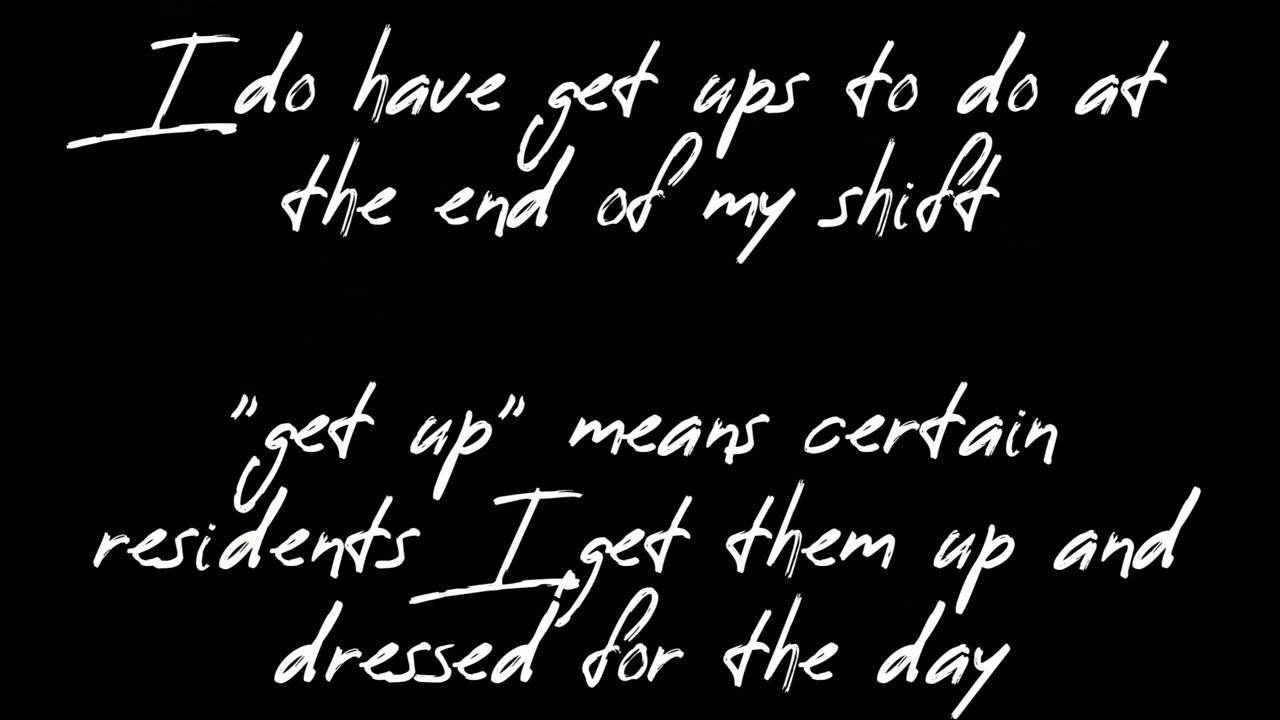 I do have get ups to do at
the end of my shift
"get up" means certain
residents I get them up and
dressed for the day